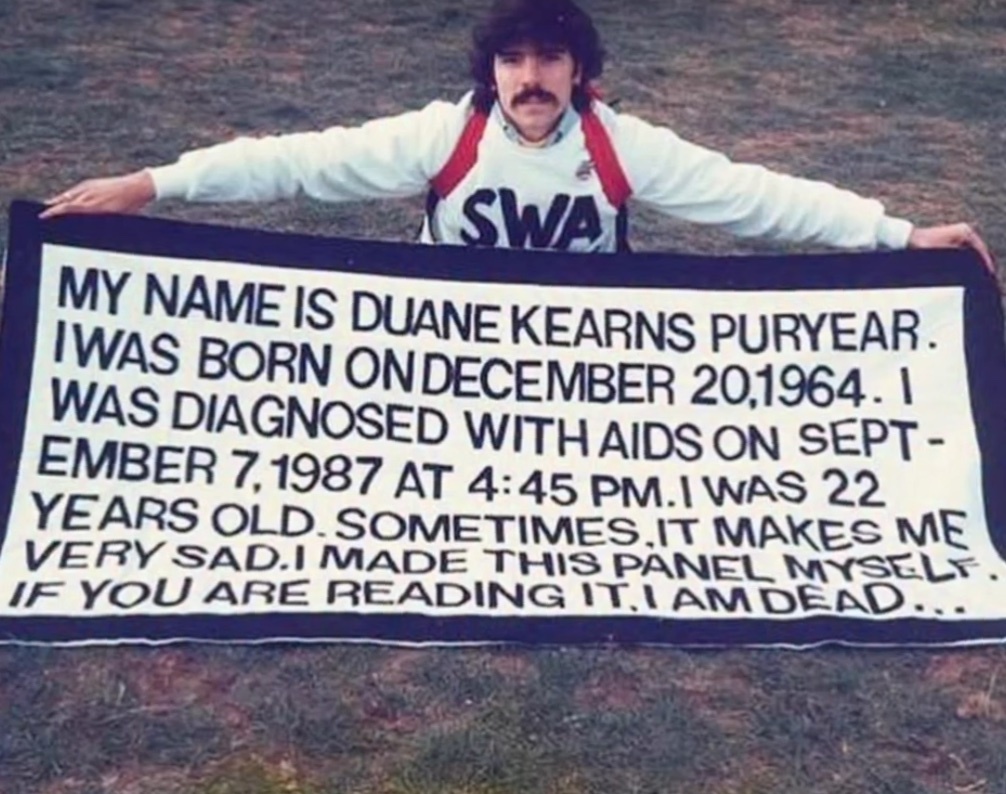 SWA
MY NAME IS DUANE KEARNS PURYEAR.
I WAS BORN ON DECEMBER 20,1964. I
WAS DIAGNOSED WITH AIDS ON SEPT-
EMBER 7,1987 AT 4:45 PM. I WAS 22
YEARS OLD. SOMETIMES, IT MAKES ME
VERY SAD. I MADE THIS PANEL MYSELF.
IF YOU ARE READING IT, I AM DEAD...